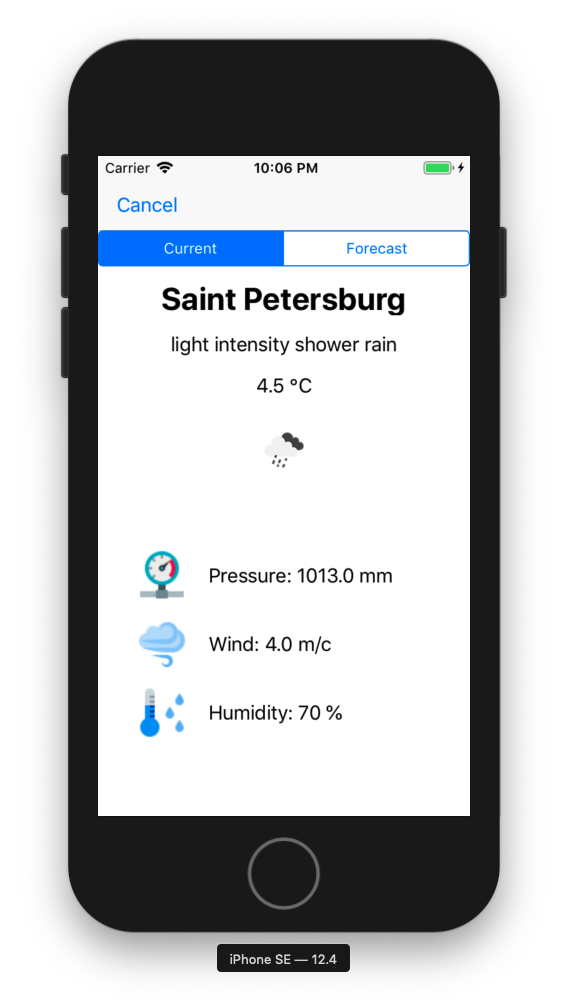 Carrier 10:06 PM
Cancel
Current Forecast
Saint Petersburg
light intensity shower rain
4.5 °C
Pressure: 1013.0 mm
Wind: 4.0 m/c
Humidity: 70 %
iPhone SE — 12.4